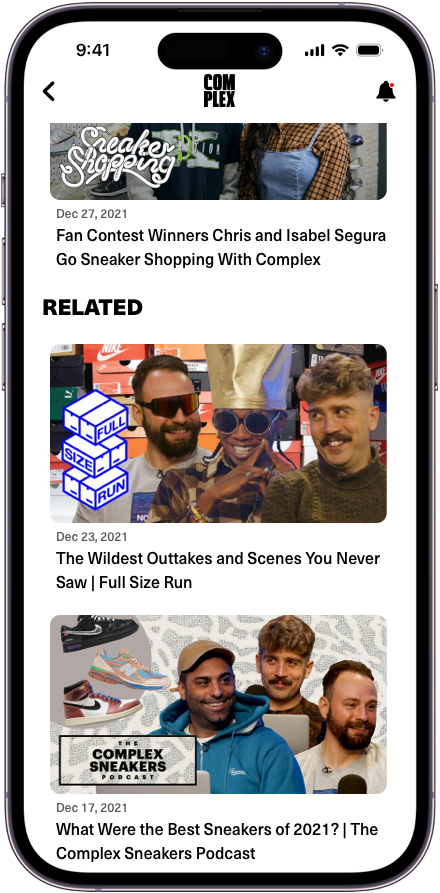 9:41
COM
PLEX
Sneaker
Shopping
Dec 27, 2021
Fan Contest Winners Chris and Isabel Segura
Go Sneaker Shopping With Complex
RELATED
FULL
SIZE
RUN
Dec 23, 2021
The Wildest Outtakes and Scenes You Never
Saw | Full Size Run
THE
COMPLEX
SNEAKERS
PODCAST
Dec 17, 2021
What Were the Best Sneakers of 2021? | The
Complex Sneakers Podcast